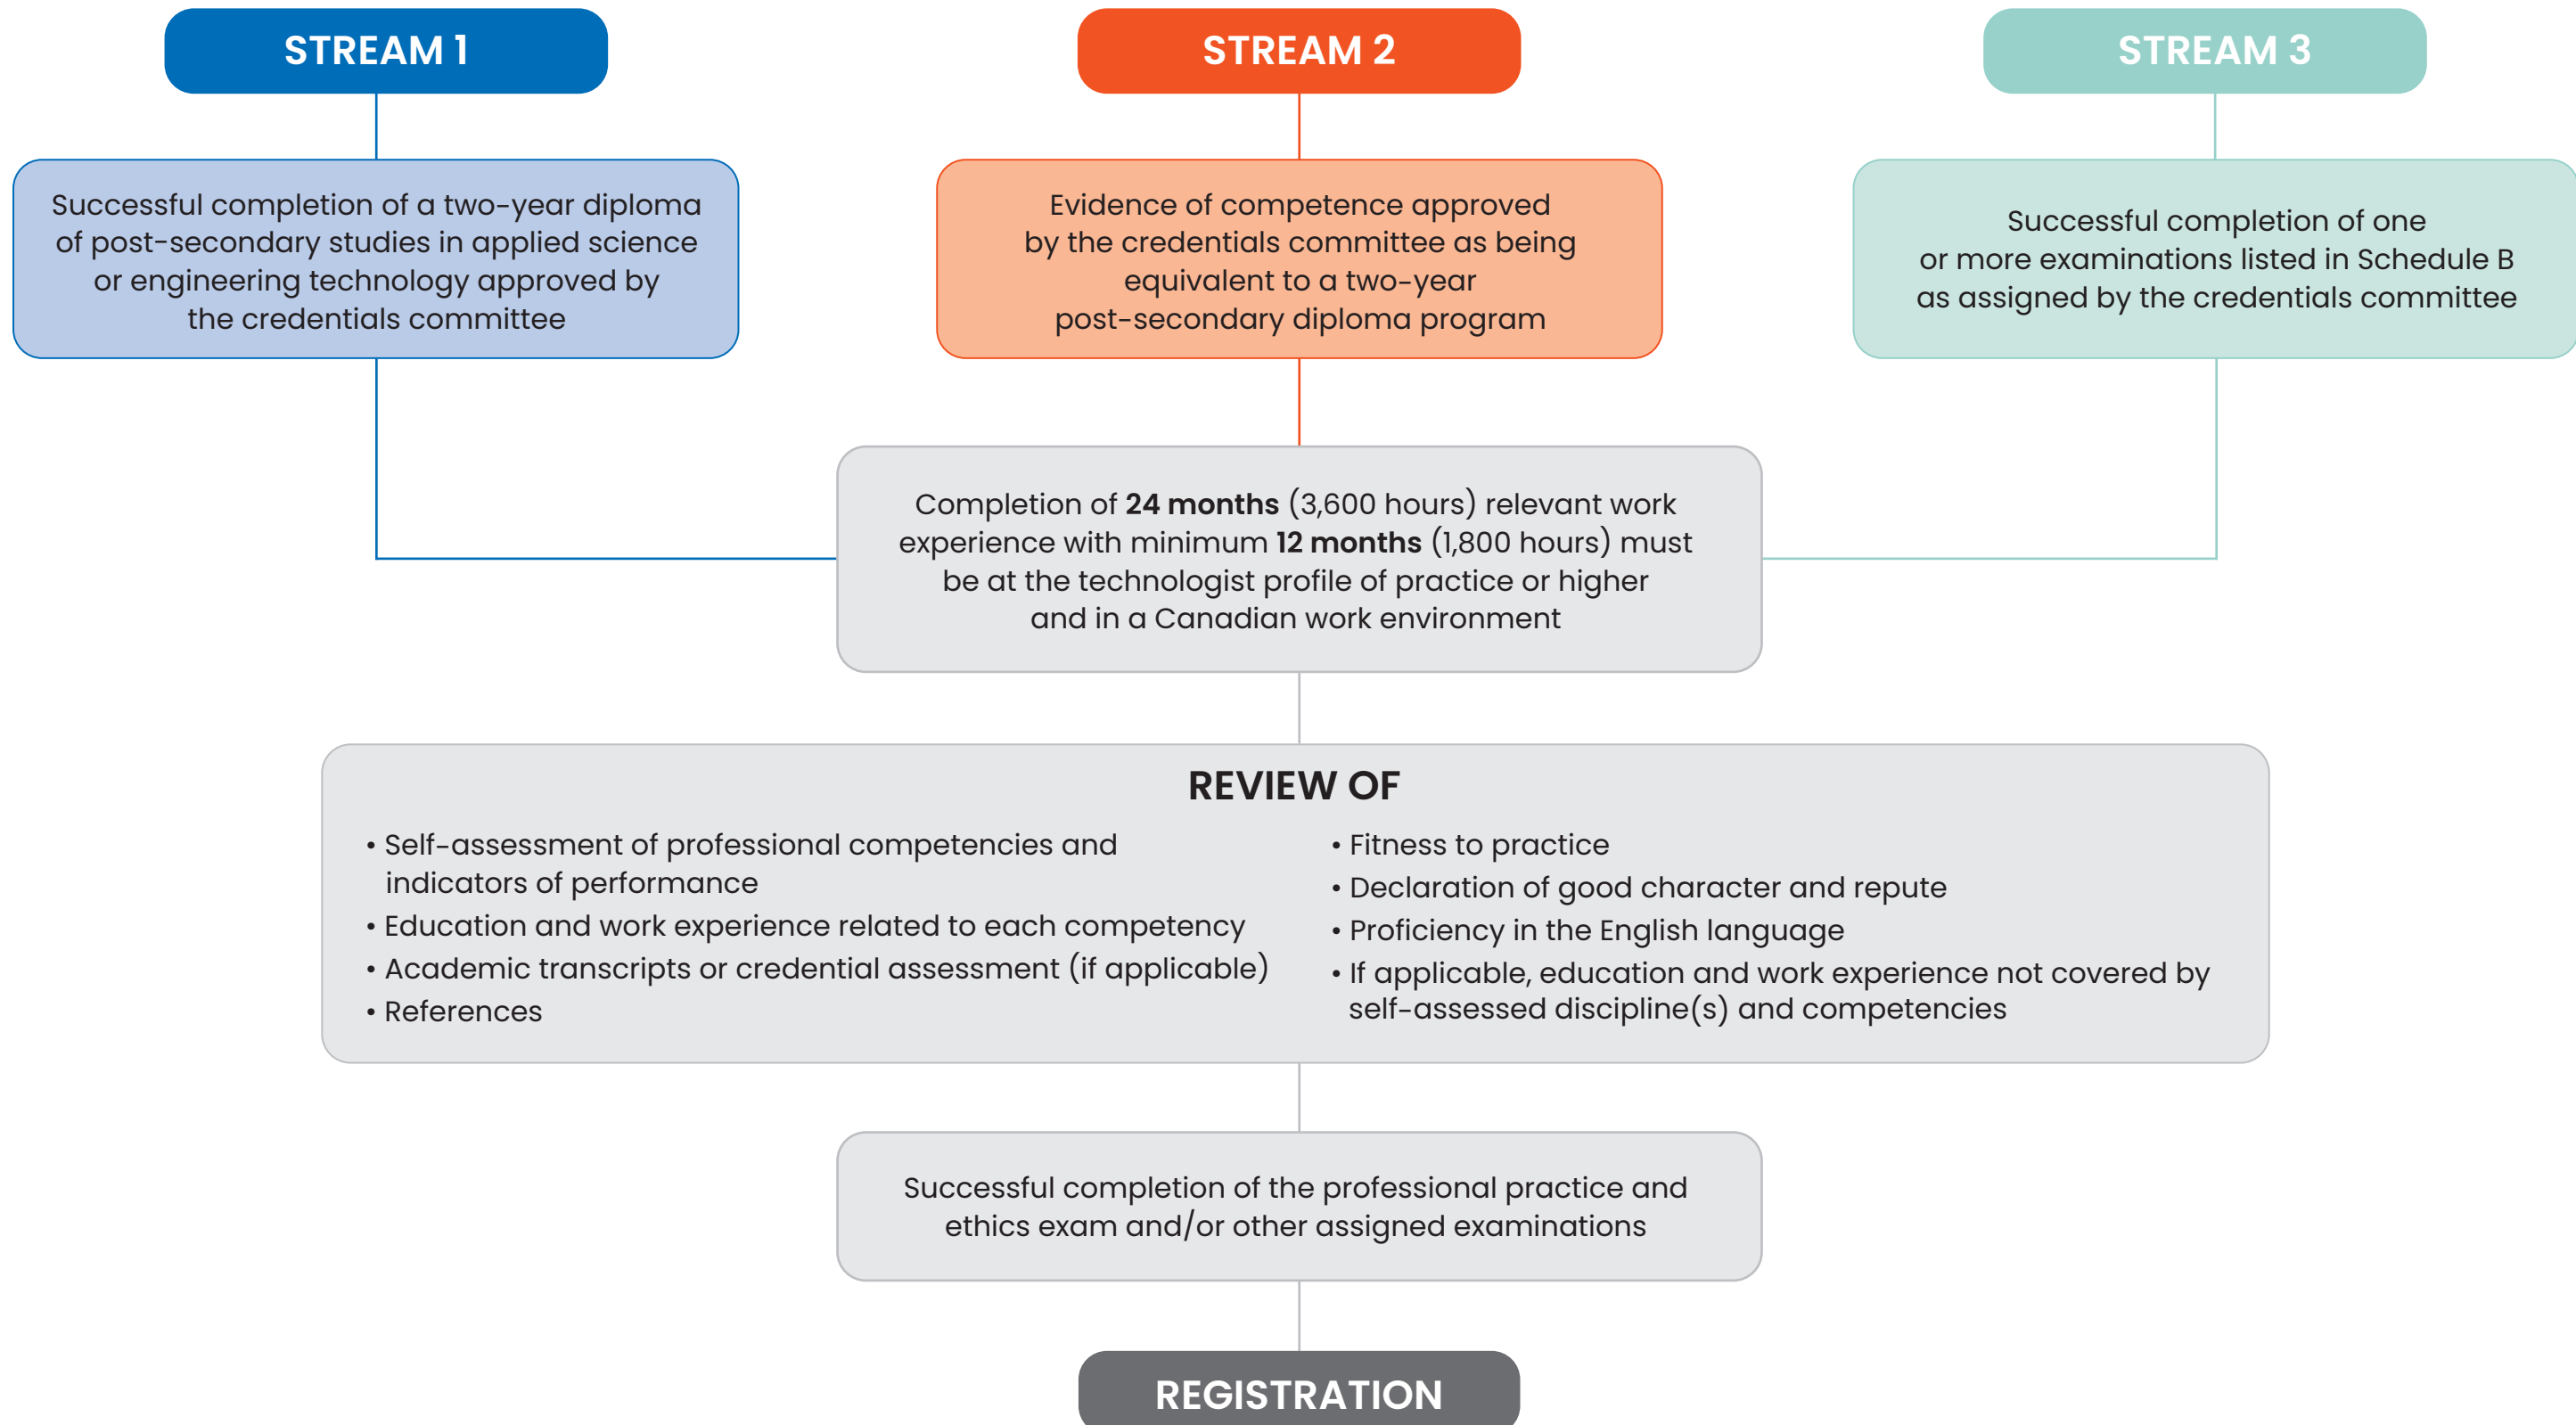 STREAM 1
Successful completion of a two-year diploma
of post-secondary studies in applied science
or engineering technology approved by
the credentials committee
STREAM 2
Evidence of competence approved
by the credentials committee as being
equivalent to a two-year
post-secondary diploma program
STREAM 3
Successful completion of one
or more examinations listed in Schedule B
as assigned by the credentials committee
Completion of 24 months (3,600 hours) relevant work
experience with minimum 12 months (1,800 hours) must
be at the technologist profile of practice or higher
and in a Canadian work environment
REVIEW OF
• Self-assessment of professional competencies and
indicators of performance
• Education and work experience related to each competency
• Academic transcripts or credential assessment (if applicable)
• References
• Fitness to practice
• Declaration of good character and repute
• Proficiency in the English language
• If applicable, education and work experience not covered by
self-assessed discipline(s) and competencies
Successful completion of the professional practice and
ethics exam and/or other assigned examinations
REGISTRATION